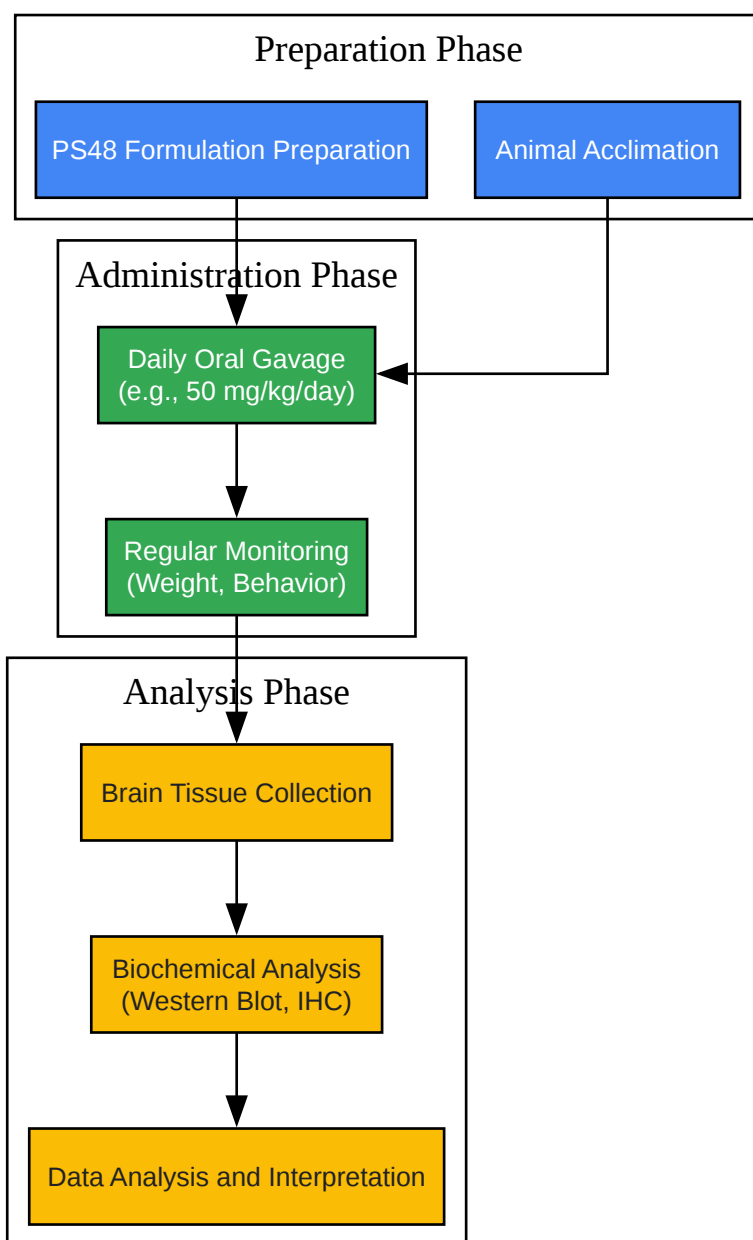 Preparation Phase
PS48 Formulation Preparation
Animal Acclimation
Administration Phase
Daily Oral Gavage
(e.g., 50 mg/kg/day)
Regular Monitoring
(Weight, Behavior)
Analysis Phase
Brain Tissue Collection
Biochemical Analysis
(Western Blot, IHC)
Data Analysis and Interpretation